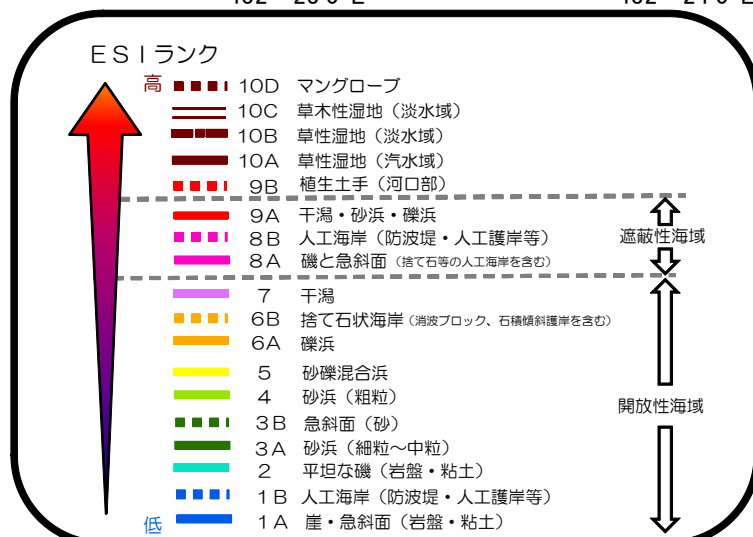 ESIランク
高 10D マングローブ
10C 草木性湿地（淡水域）
10B 草性湿地（淡水域）
10A 草性湿地（汽水域）
9B 植生土手（河口部）
9A 干潟・砂浜・礫浜
8B 人工海岸（防波堤・人工護岸等）
遮蔽性海域
8A 磯と急斜面（捨て石等の人工海岸を含む）
7 干潟
6B 捨て石状海岸（消波ブロック、石積傾斜護岸を含む）
6A 礫浜
5 砂礫混合浜
4 砂浜（粗粒）
開放性海域
3B 急斜面（砂）
3A 砂浜（細粒～中粒）
2 平坦な磯（岩盤・粘土）
1B 人工海岸（防波堤・人工護岸等）
低 1A 崖・急斜面（岩盤・粘土）